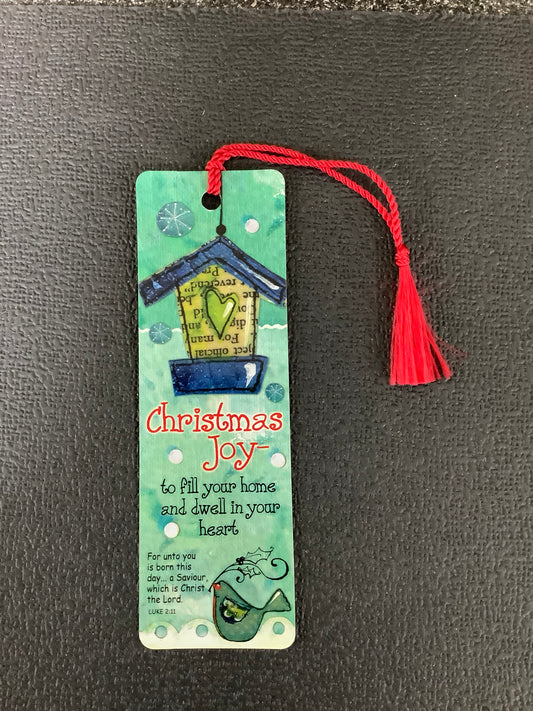 Christmas
Joy-
to fill your home
and dwell in your
heart
For unto you
is born this
day... a Saviour,
which is Christ
the Lord.
LUKE 2:11